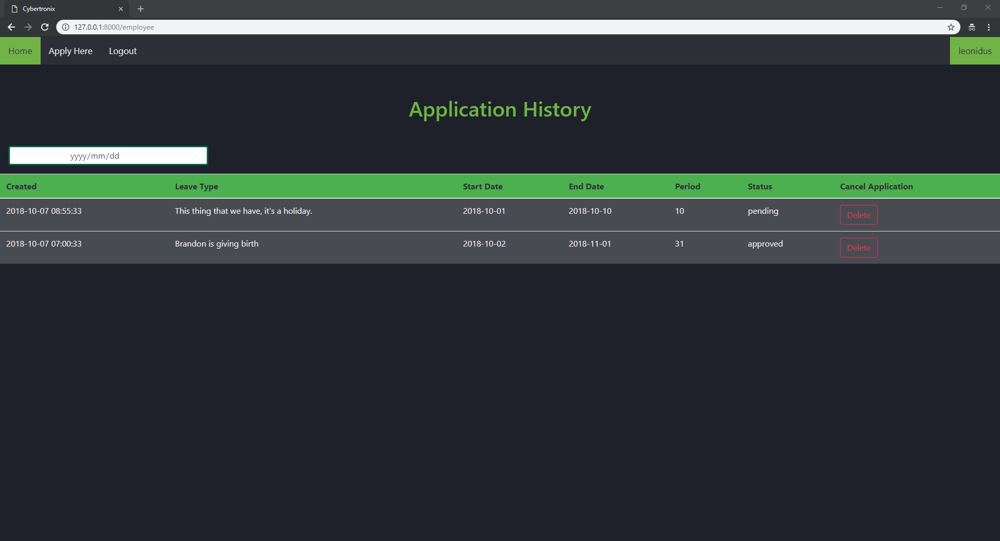 Cybertronix
127.0.0.1:8000/employee
Home Apply Here Logout leonidus
Application History
yyyy/mm/dd
Created Leave Type Start Date End Date Period Status Cancel Application
2018-10-07 08:55:33 This thing that we have, it's a holiday. 2018-10-01 2018-10-10 10 pending Delete
2018-10-07 07:00:33 Brandon is giving birth 2018-10-02 2018-11-01 31 approved Delete